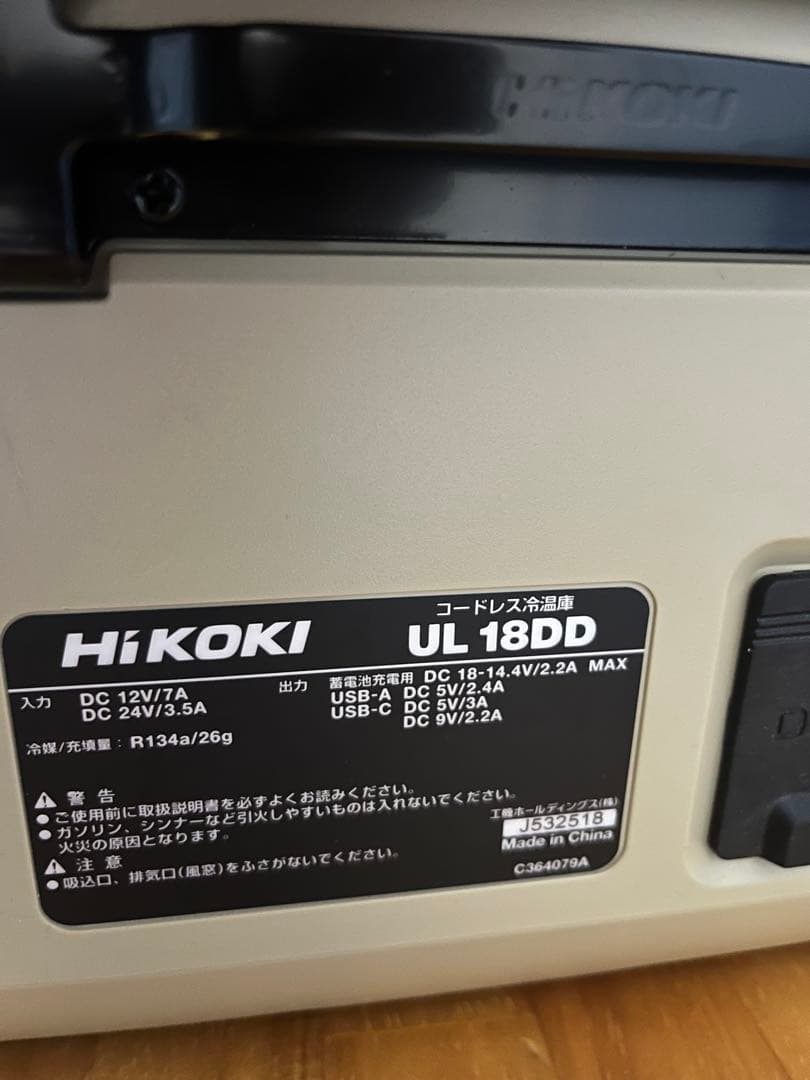 HiKOKI
コードレス冷温庫
HiKOKI UL 18DD
入力 DC 12V/7A
DC 24V/3.5A
出力 蓄電池充電用 DC 18-14.4V/2.2A MAX
USB-A DC 5V/2.4A
USB-C DC 5V/3A
DC 9V/2.2A
冷媒/充填量：R134a/26g
警告
●ご使用前に取扱説明書を必ずよくお読みください。
●ガソリン、シンナーなど引火しやすいものは入れないでください。
火災の原因となります。
注意
●吸込口、排気口(風窓)をふさがないでください。
工機ホールディングス(株)
J532518
Made in China
C364079A